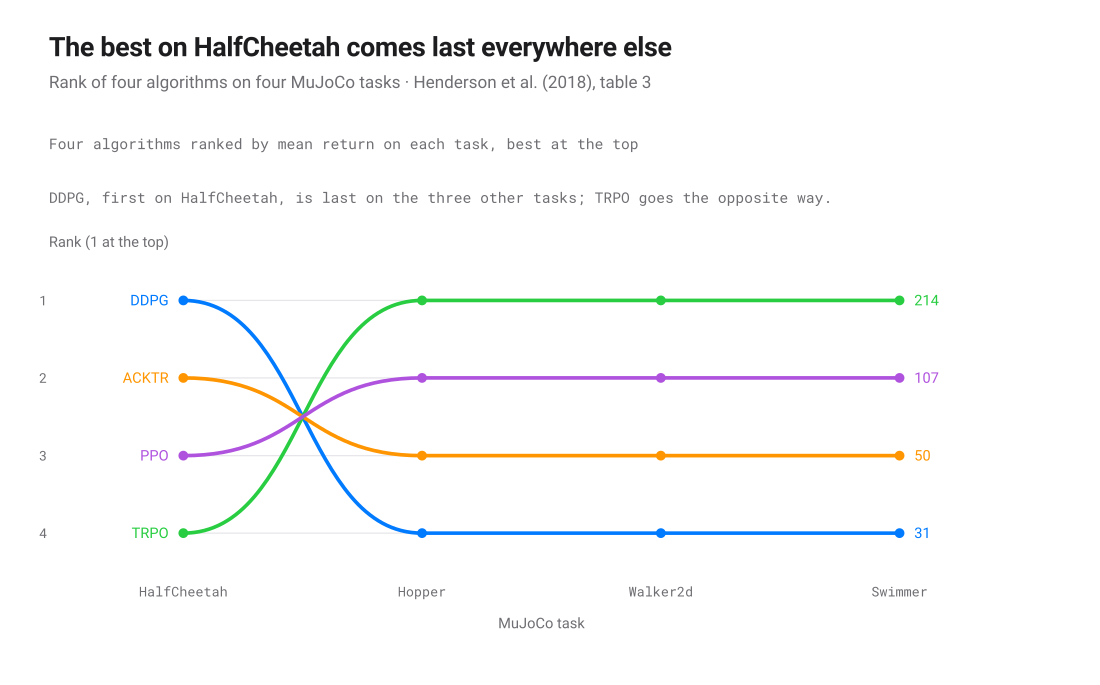 The best on HalfCheetah comes last everywhere else
Rank of four algorithms on four MuJoCo tasks · Henderson et al. (2018), table 3
Four algorithms ranked by mean return on each task, best at the top
DDPG, first on HalfCheetah, is last on the three other tasks; TRPO goes the opposite way.
Rank (1 at the top)
1 DDPG 214
2 ACKTR 107
3 PPO 50
4 TRPO 31
HalfCheetah Hopper Walker2d Swimmer
MuJoCo task